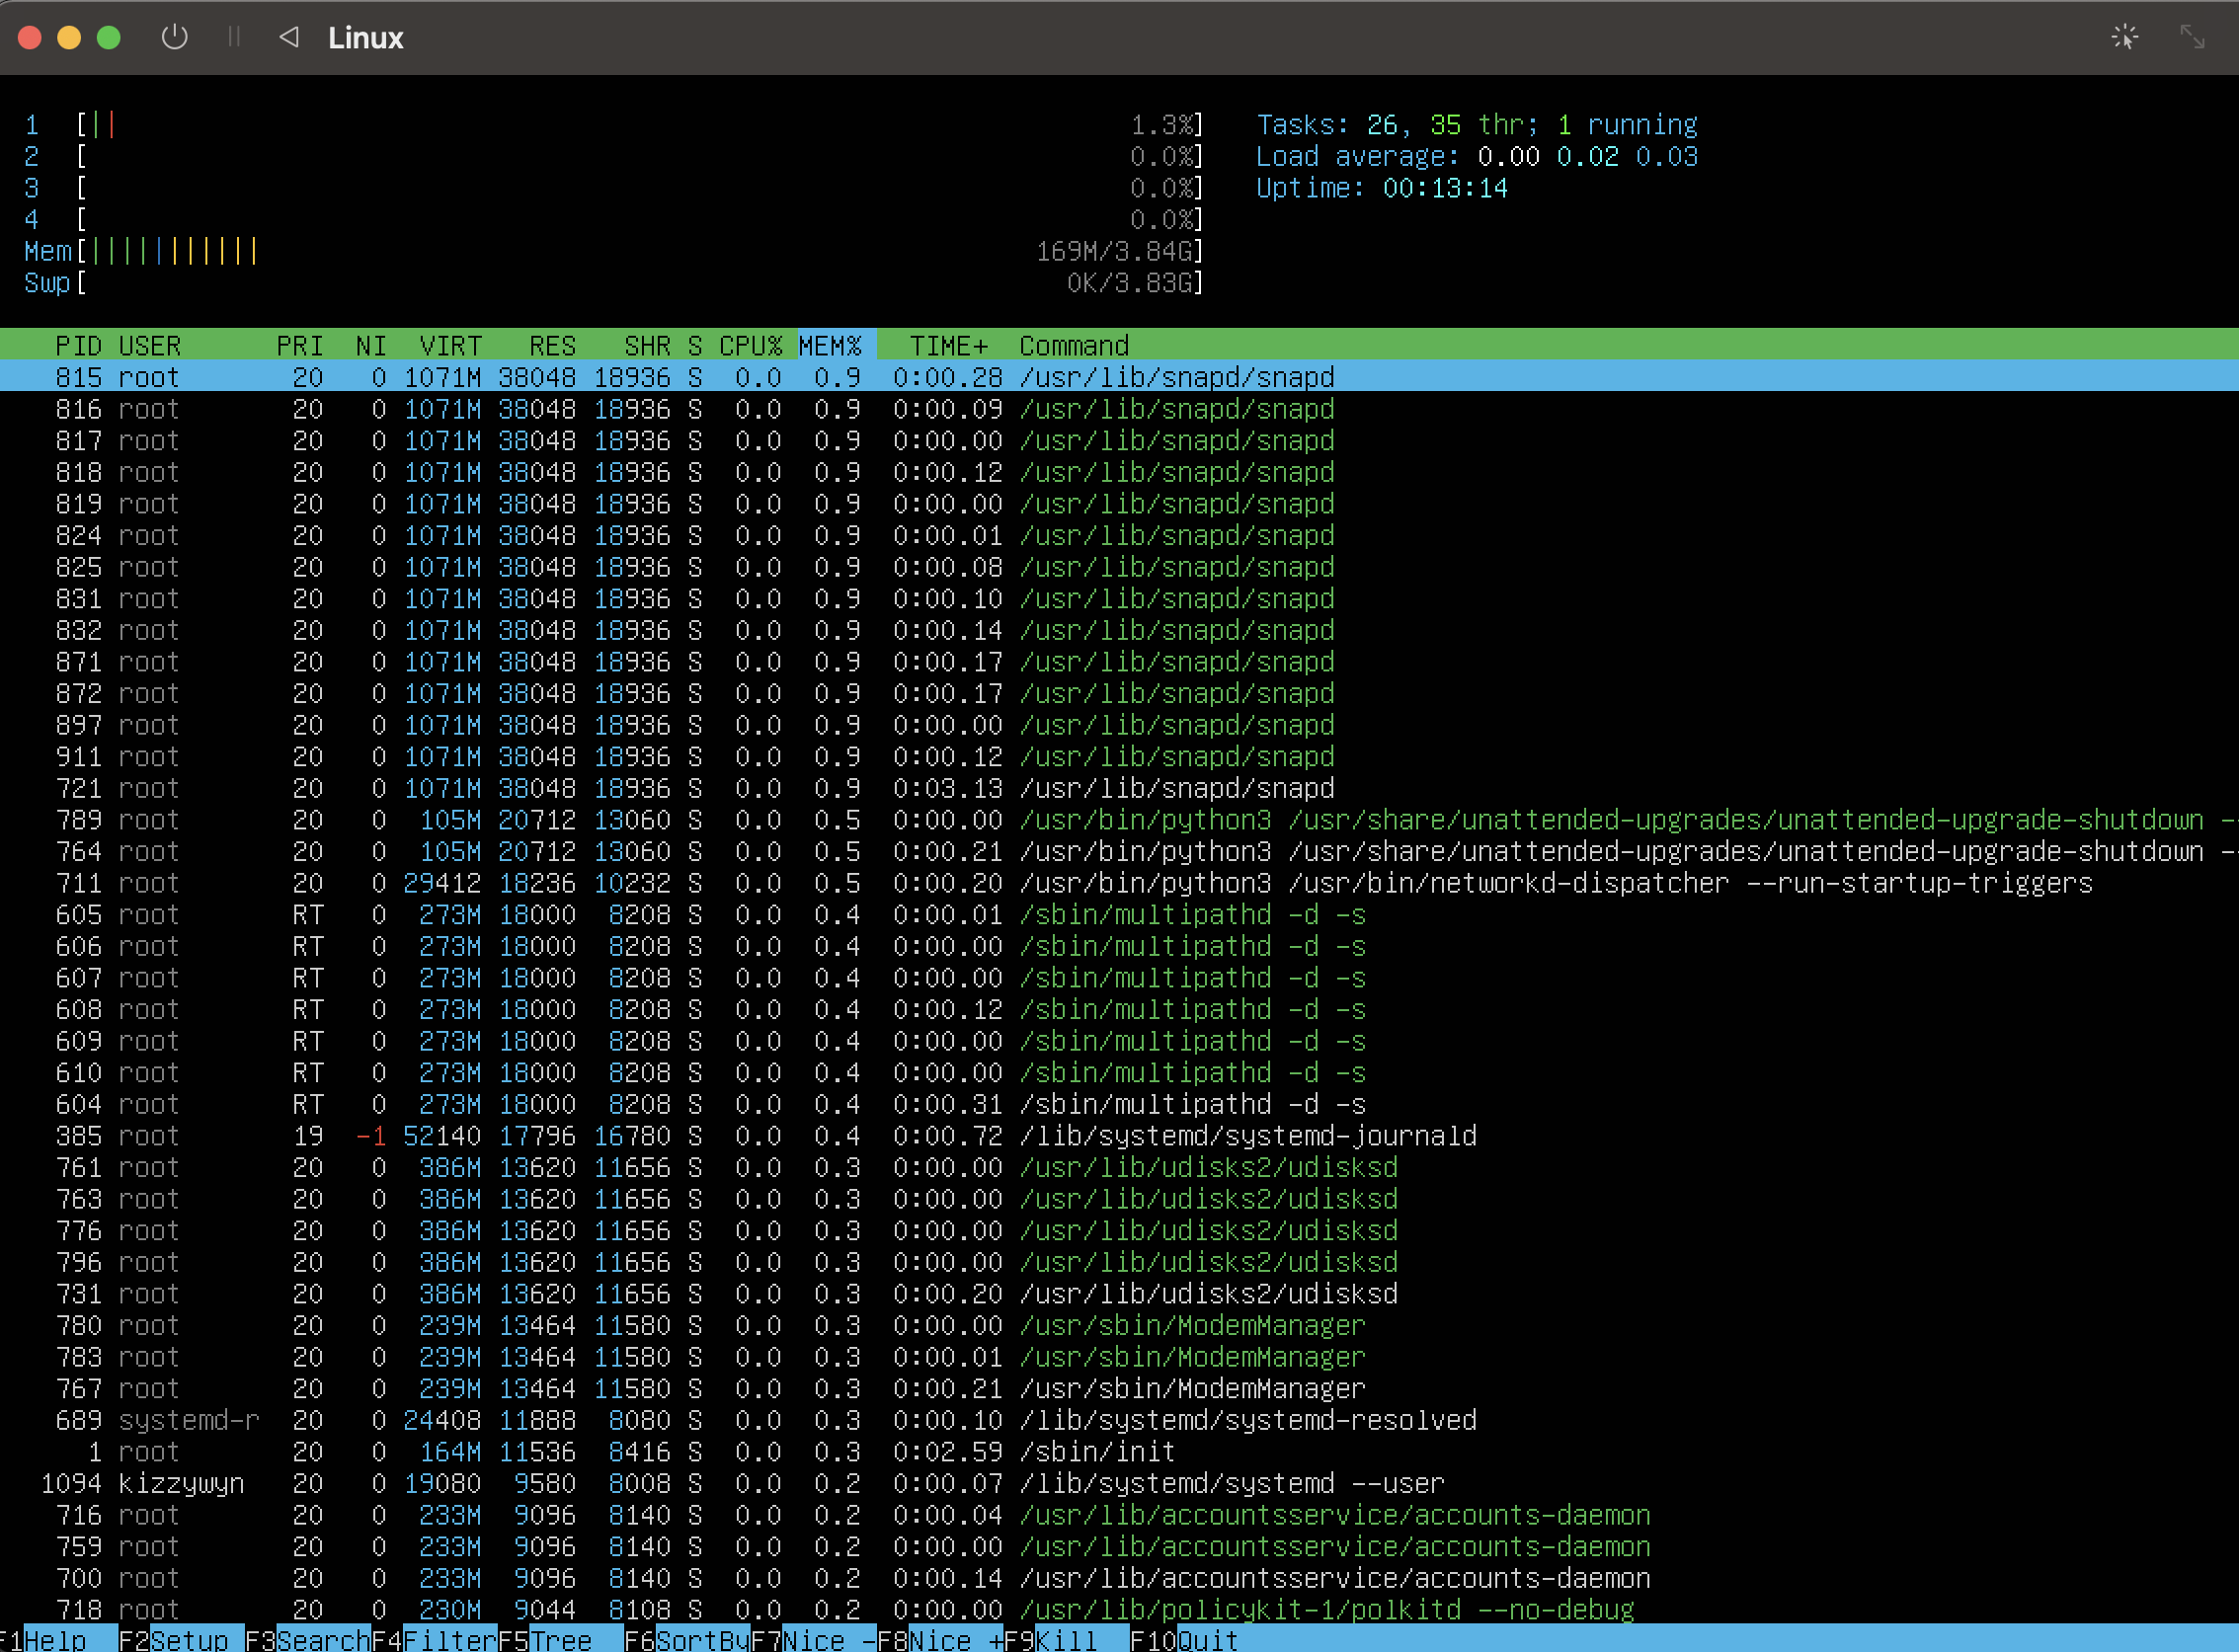 Linux
1 [|| 1.3%] Tasks: 26, 35 thr; 1 running
2 [ 0.0%] Load average: 0.00 0.02 0.03
3 [ 0.0%] Uptime: 00:13:14
4 [ 0.0%]
Mem[||||||||||| 169M/3.84G]
Swp[ 0K/3.83G]
PID USER PRI NI VIRT RES SHR S CPU% MEM% TIME+ Command
815 root 20 0 1071M 38048 18936 S 0.0 0.9 0:00.28 /usr/lib/snapd/snapd
816 root 20 0 1071M 38048 18936 S 0.0 0.9 0:00.09 /usr/lib/snapd/snapd
817 root 20 0 1071M 38048 18936 S 0.0 0.9 0:00.00 /usr/lib/snapd/snapd
818 root 20 0 1071M 38048 18936 S 0.0 0.9 0:00.12 /usr/lib/snapd/snapd
819 root 20 0 1071M 38048 18936 S 0.0 0.9 0:00.00 /usr/lib/snapd/snapd
824 root 20 0 1071M 38048 18936 S 0.0 0.9 0:00.01 /usr/lib/snapd/snapd
825 root 20 0 1071M 38048 18936 S 0.0 0.9 0:00.08 /usr/lib/snapd/snapd
831 root 20 0 1071M 38048 18936 S 0.0 0.9 0:00.10 /usr/lib/snapd/snapd
832 root 20 0 1071M 38048 18936 S 0.0 0.9 0:00.14 /usr/lib/snapd/snapd
871 root 20 0 1071M 38048 18936 S 0.0 0.9 0:00.17 /usr/lib/snapd/snapd
872 root 20 0 1071M 38048 18936 S 0.0 0.9 0:00.17 /usr/lib/snapd/snapd
897 root 20 0 1071M 38048 18936 S 0.0 0.9 0:00.00 /usr/lib/snapd/snapd
911 root 20 0 1071M 38048 18936 S 0.0 0.9 0:00.12 /usr/lib/snapd/snapd
721 root 20 0 1071M 38048 18936 S 0.0 0.9 0:03.13 /usr/lib/snapd/snapd
789 root 20 0 105M 20712 13060 S 0.0 0.5 0:00.00 /usr/bin/python3 /usr/share/unattended-upgrades/unattended-upgrade-shutdown --
764 root 20 0 105M 20712 13060 S 0.0 0.5 0:00.21 /usr/bin/python3 /usr/share/unattended-upgrades/unattended-upgrade-shutdown --
711 root 20 0 29412 18236 10232 S 0.0 0.5 0:00.20 /usr/bin/python3 /usr/bin/networkd-dispatcher --run-startup-triggers
605 root RT 0 273M 18000 8208 S 0.0 0.4 0:00.01 /sbin/multipathd -d -s
606 root RT 0 273M 18000 8208 S 0.0 0.4 0:00.00 /sbin/multipathd -d -s
607 root RT 0 273M 18000 8208 S 0.0 0.4 0:00.00 /sbin/multipathd -d -s
608 root RT 0 273M 18000 8208 S 0.0 0.4 0:00.12 /sbin/multipathd -d -s
609 root RT 0 273M 18000 8208 S 0.0 0.4 0:00.00 /sbin/multipathd -d -s
610 root RT 0 273M 18000 8208 S 0.0 0.4 0:00.00 /sbin/multipathd -d -s
604 root RT 0 273M 18000 8208 S 0.0 0.4 0:00.31 /sbin/multipathd -d -s
385 root 19 -1 52140 17796 16780 S 0.0 0.4 0:00.72 /lib/systemd/systemd-journald
761 root 20 0 386M 13620 11656 S 0.0 0.3 0:00.00 /usr/lib/udisks2/udisksd
763 root 20 0 386M 13620 11656 S 0.0 0.3 0:00.00 /usr/lib/udisks2/udisksd
776 root 20 0 386M 13620 11656 S 0.0 0.3 0:00.00 /usr/lib/udisks2/udisksd
796 root 20 0 386M 13620 11656 S 0.0 0.3 0:00.00 /usr/lib/udisks2/udisksd
731 root 20 0 386M 13620 11656 S 0.0 0.3 0:00.20 /usr/lib/udisks2/udisksd
780 root 20 0 239M 13464 11580 S 0.0 0.3 0:00.00 /usr/sbin/ModemManager
783 root 20 0 239M 13464 11580 S 0.0 0.3 0:00.01 /usr/sbin/ModemManager
767 root 20 0 239M 13464 11580 S 0.0 0.3 0:00.21 /usr/sbin/ModemManager
689 systemd-r 20 0 24408 11888 8080 S 0.0 0.3 0:00.10 /lib/systemd/systemd-resolved
1 root 20 0 164M 11536 8416 S 0.0 0.3 0:02.59 /sbin/init
1094 kizzywyn 20 0 19080 9580 8008 S 0.0 0.2 0:00.07 /lib/systemd/systemd --user
716 root 20 0 233M 9096 8140 S 0.0 0.2 0:00.04 /usr/lib/accountsservice/accounts-daemon
759 root 20 0 233M 9096 8140 S 0.0 0.2 0:00.00 /usr/lib/accountsservice/accounts-daemon
700 root 20 0 233M 9096 8140 S 0.0 0.2 0:00.14 /usr/lib/accountsservice/accounts-daemon
718 root 20 0 230M 9044 8108 S 0.0 0.2 0:00.00 /usr/lib/policykit-1/polkitd --no-debug
F1Help F2Setup F3SearchF4FilterF5Tree F6SortByF7Nice -F8Nice +F9Kill F10Quit